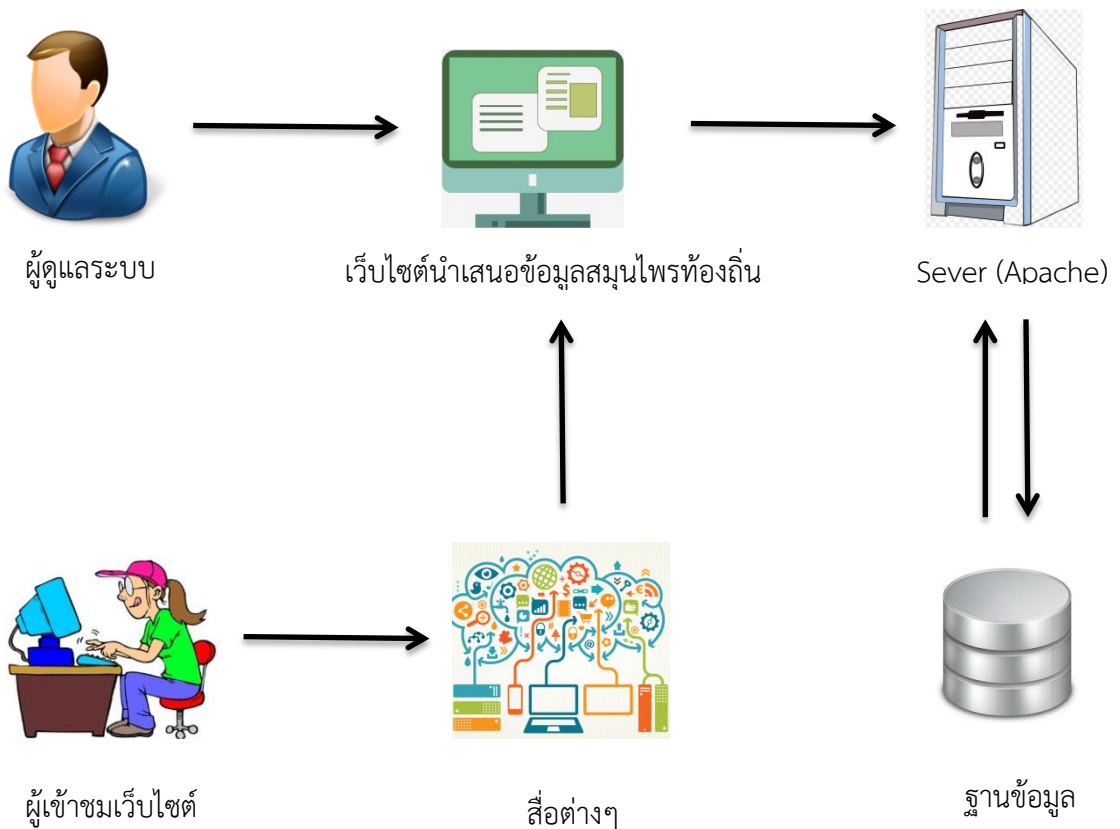 ผู้ดูแลระบบ
เว็บไซต์นำเสนอข้อมูลสมุนไพรท้องถิ่น
Sever (Apache)
ผู้เข้าชมเว็บไซต์
สื่อต่างๆ
ฐานข้อมูล